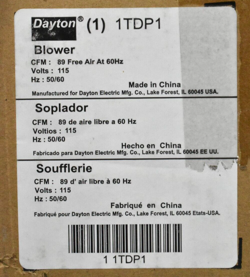 Dayton® (1) 1TDP1
Blower
CFM : 89 Free Air At 60Hz
Volts : 115
Hz : 50/60
Made in China
Manufactured for Dayton Electric Mfg. Co., Lake Forest, IL 60045 USA.
Soplador
CFM : 89 de aire libre a 60 Hz
Voltios : 115
Hz : 50/60
Hecho en China
Fabricado para Dayton Electric Mfg. Co., Lake Forest, IL 60045 EE UU.
Soufflerie
CFM : 89 d' air libre à 60 Hz
Volts : 115
Hz : 50/60
Fabriqué en China
Fabriqué pour Dayton Electric Mfg. Co., Lake Forest, IL 60045 Etats-USA.
1 1TDP1